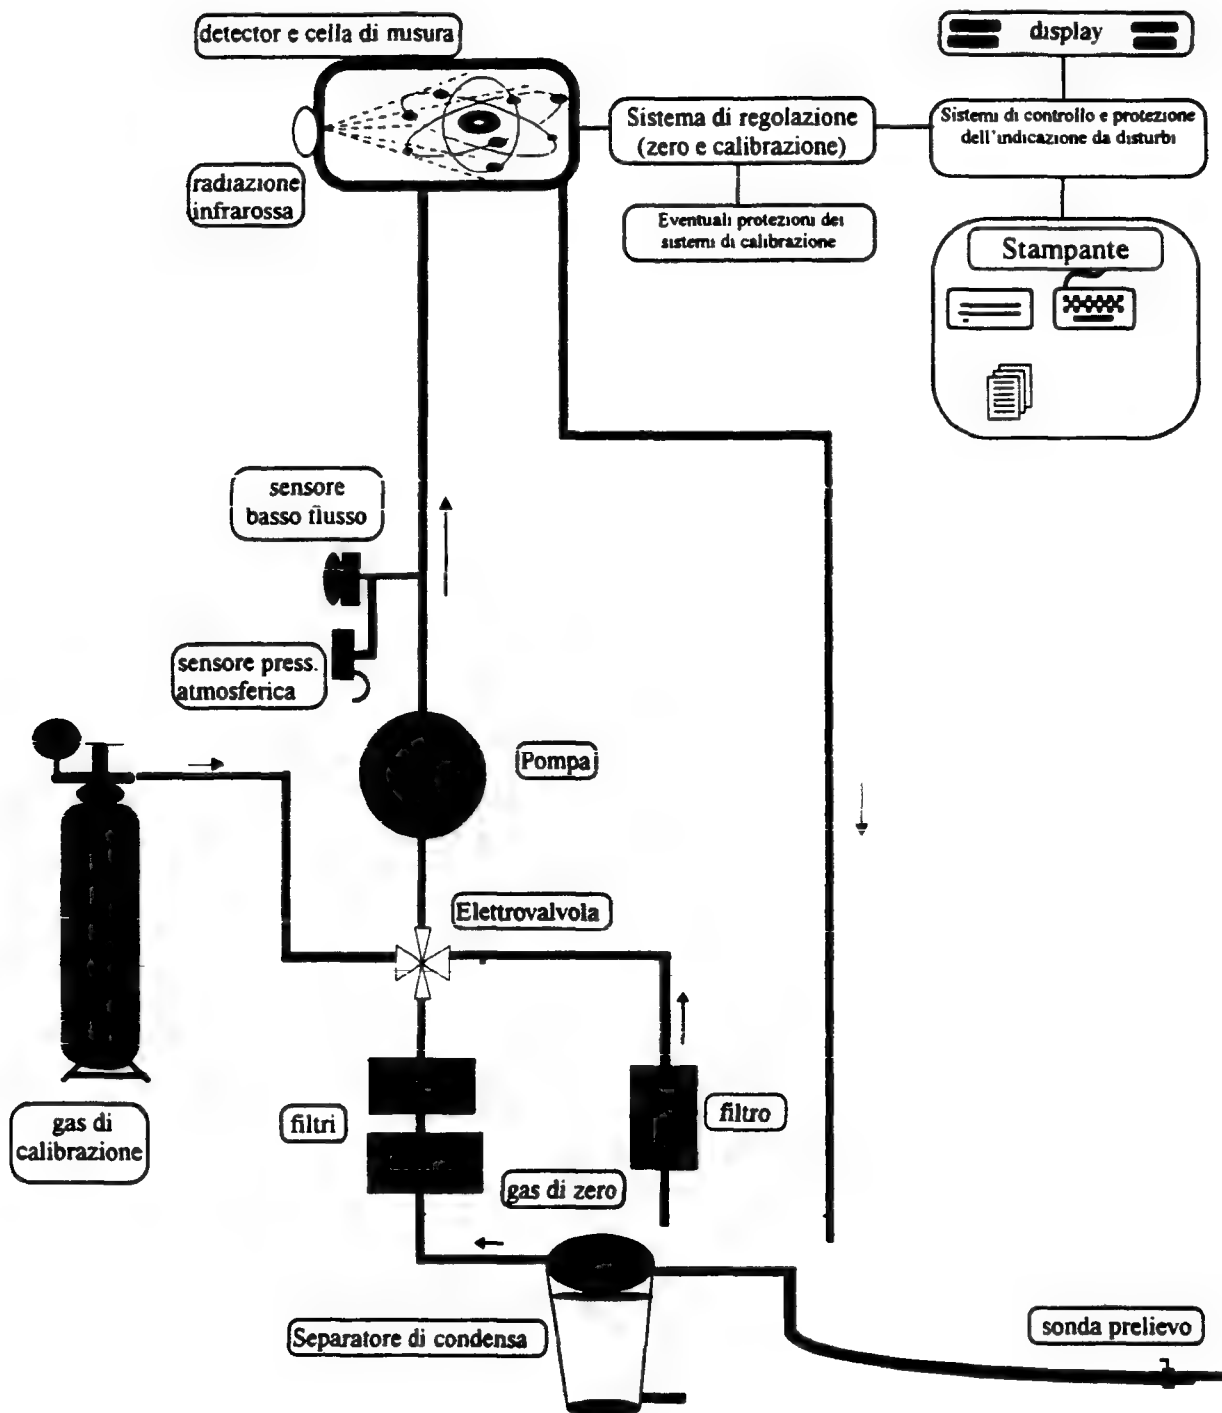 detector e cella di misura
display
Sistema di regolazione
(zero e calibrazione)
Sistemi di controllo e protezione
dell'indicazione da disturbi
radiazione
infrarossa
Eventuali protezioni dei
sistemi di calibrazione
Stampante
sensore
basso flusso
sensore press.
atmosferica
Pompa
Elettrovalvola
gas di
calibrazione
filtri
filtro
gas di zero
Separatore di condensa
sonda prelievo